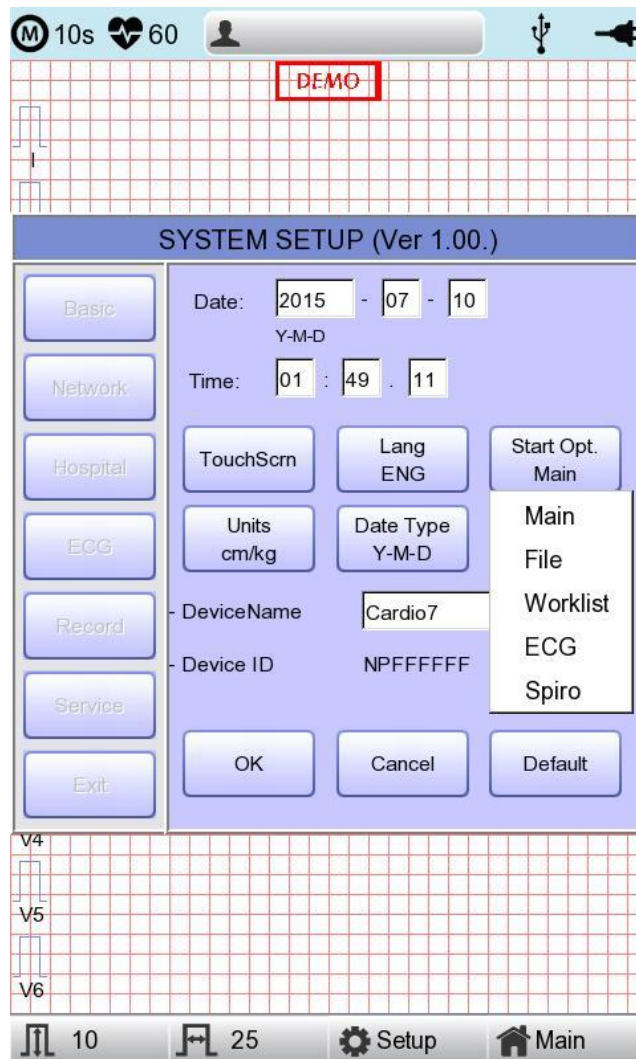 M 10s 60
DEMO
I
SYSTEM SETUP (Ver 1.00.)
Basic
Network
Hospital
ECG
Record
Service
Exit
Date: 2015 - 07 - 10
Y-M-D
Time: 01 : 49 . 11
TouchScrn
Lang
ENG
Start Opt.
Main
Units
cm/kg
Date Type
Y-M-D
Main
File
Worklist
ECG
Spiro
- DeviceName Cardio7
- Device ID NPFFFFFF
OK Cancel Default
V4
V5
V6
10 25 Setup Main